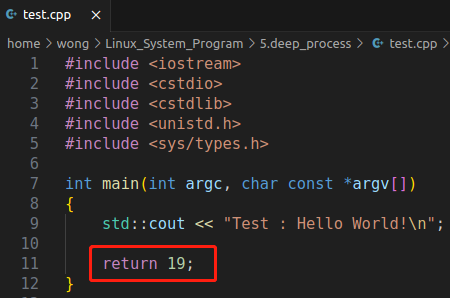 test.cpp ×
home > wong > Linux_System_Program > 5.deep_process > test.cpp > ...
1 #include <iostream>
2 #include <cstdio>
3 #include <cstdlib>
4 #include <unistd.h>
5 #include <sys/types.h>
6
7 int main(int argc, char const *argv[])
8 {
9     std::cout << "Test : Hello World!\n";
10
11     return 19;
12 }